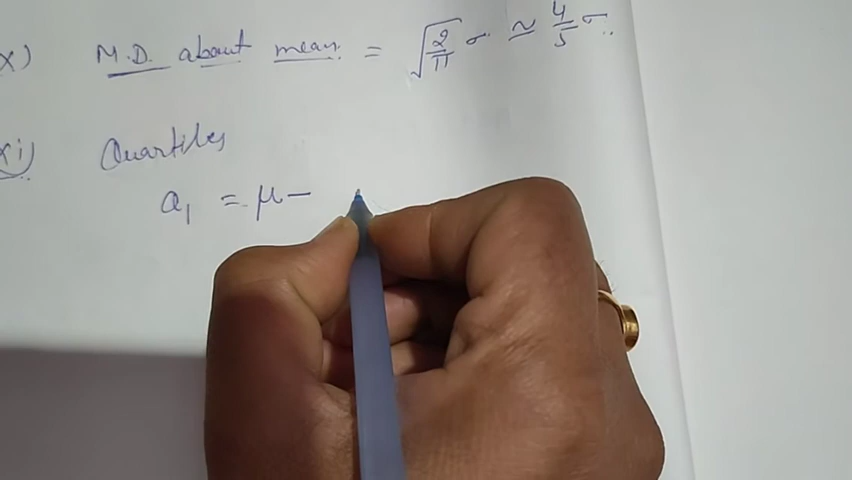 x) M.D. about mean = √(2/π) σ ≃ 4/5 σ.
xi) Quartiles
Q₁ = μ −